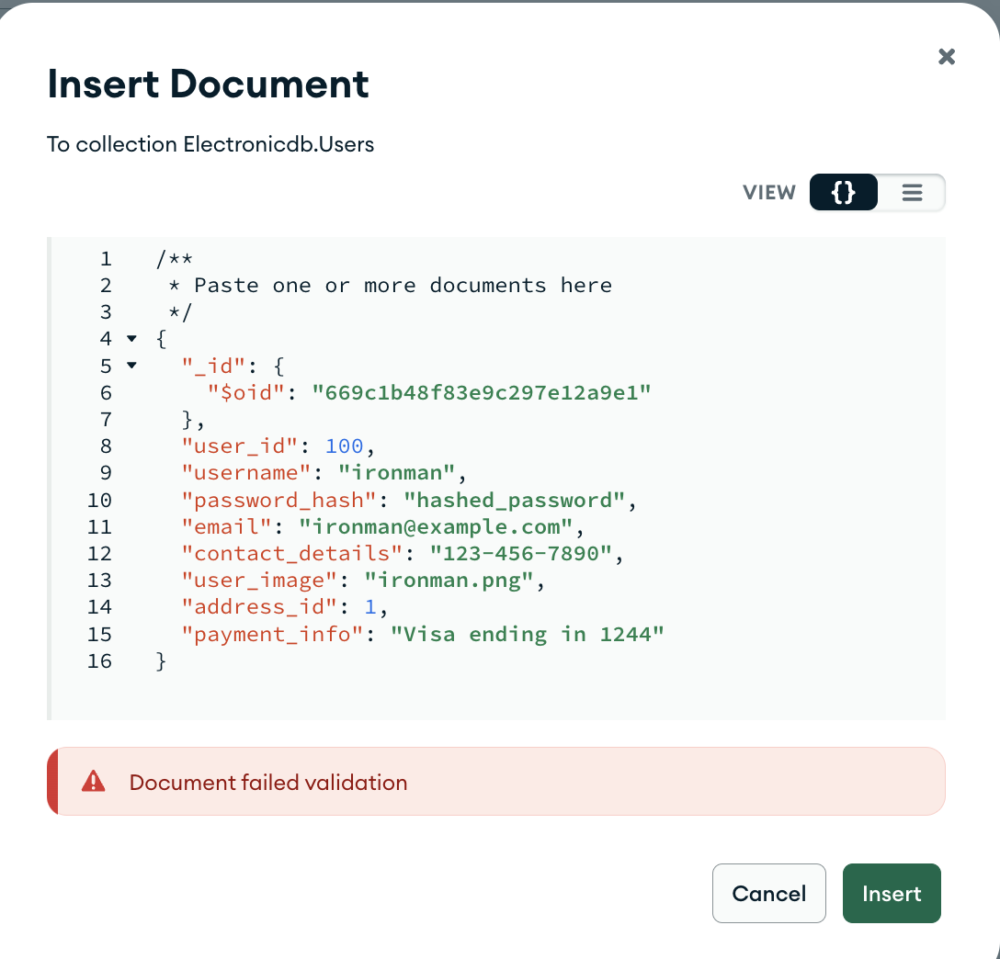 Insert Document
To collection Electronicdb.Users
VIEW {}
1 /**
2  * Paste one or more documents here
3  */
4 {
5   "_id": {
6     "$oid": "669c1b48f83e9c297e12a9e1"
7   },
8   "user_id": 100,
9   "username": "ironman",
10   "password_hash": "hashed_password",
11   "email": "ironman@example.com",
12   "contact_details": "123-456-7890",
13   "user_image": "ironman.png",
14   "address_id": 1,
15   "payment_info": "Visa ending in 1244"
16 }
Document failed validation
Cancel Insert